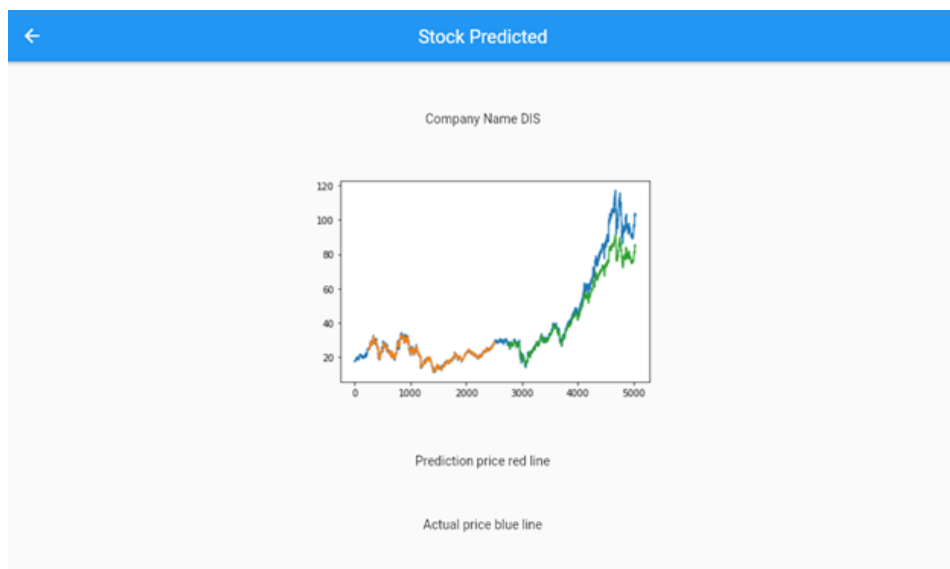 Stock Predicted
Company Name DIS
120
100
80
60
40
20
0 1000 2000 3000 4000 5000
Prediction price red line
Actual price blue line